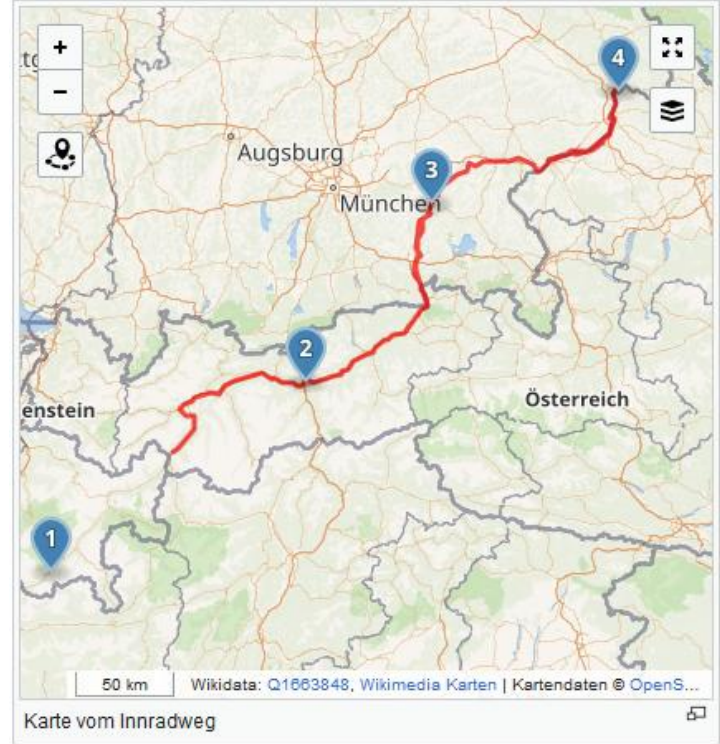 +
−
4
Augsburg
3
München
2
enstein
Österreich
1
50 km
Wikidata: Q1663848, Wikimedia Karten | Kartendaten © OpenS...
Karte vom Innradweg